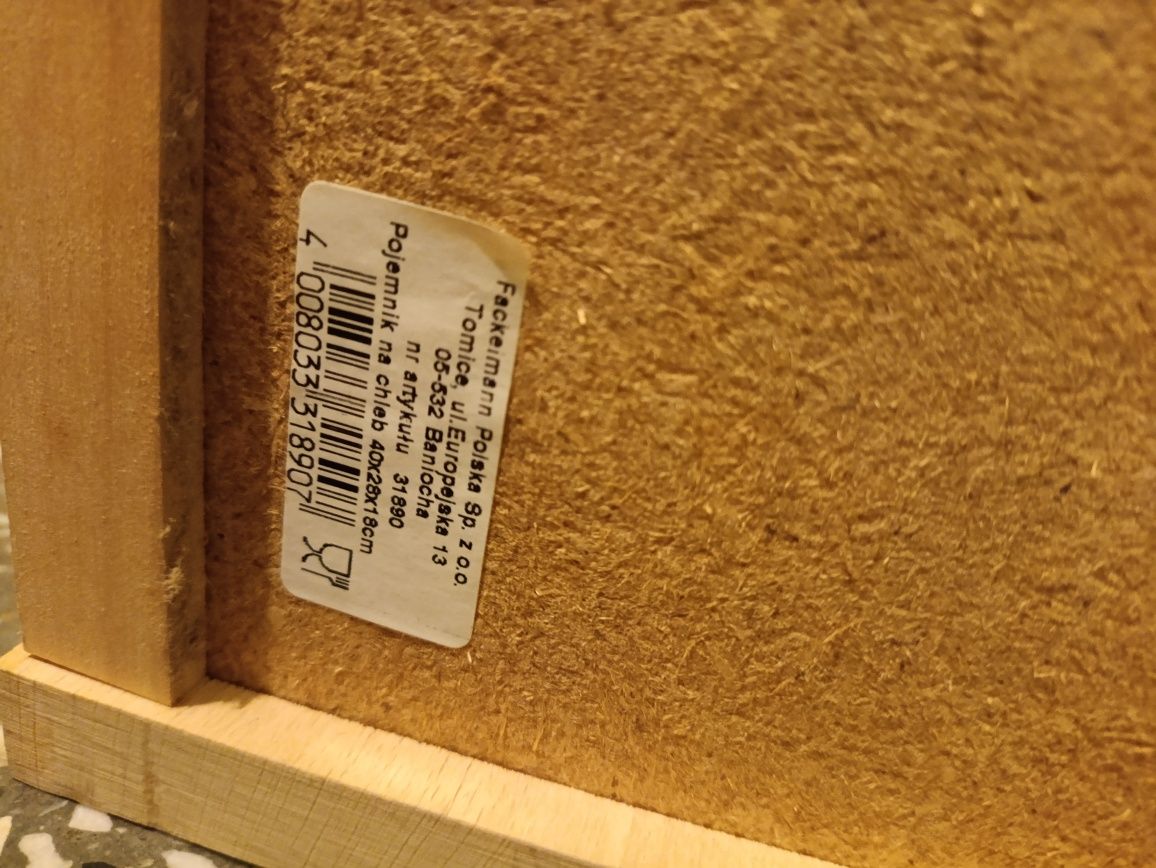 Fackelmann Polska Sp. z o.o.
Tomice, ul.Europejska 13
05-532 Baniocha
nr artykułu 31890
Pojemnik na chleb 40x28x18cm
4 008033 318907